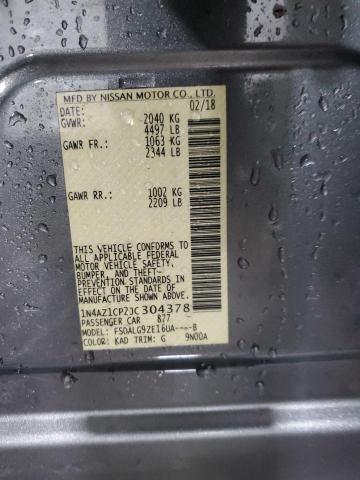 MFD BY NISSAN MOTOR CO., LTD.
DATE: 02/18
GVWR: 2040 KG
4497 LB
GAWR FR.: 1063 KG
2344 LB
GAWR RR.: 1002 KG
2209 LB
THIS VEHICLE CONFORMS TO
ALL APPLICABLE FEDERAL
MOTOR VEHICLE SAFETY,
BUMPER, AND THEFT-
PREVENTION STANDARDS IN
EFFECT ON THE DATE OF
MANUFACTURE SHOWN ABOVE.
1N4AZ1CPZJC304378
PASSENGER CAR 877
MODEL: FSDALG9ZE16UA----B
COLOR: KAD TRIM: G 9N00A